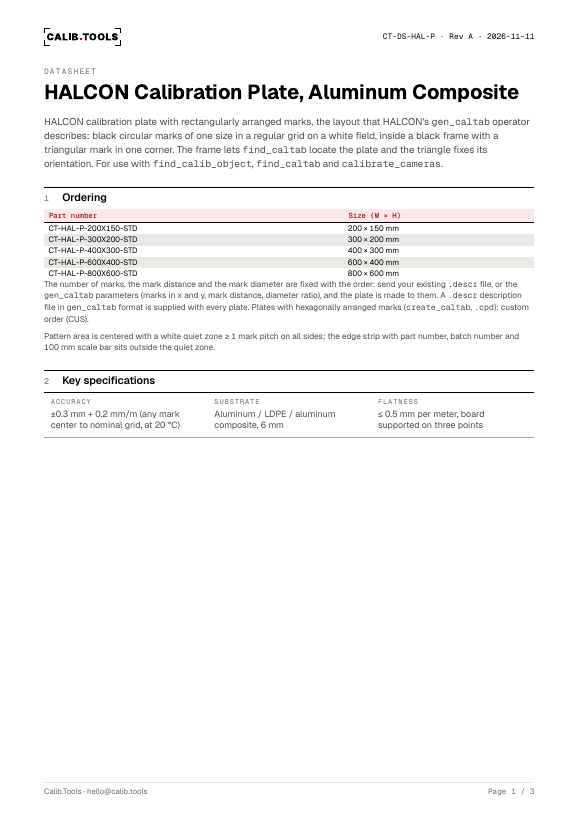 CALIB.TOOLS
CT-DS-HAL-P · Rev A · 2026-11-11
DATASHEET
HALCON Calibration Plate, Aluminum Composite
HALCON calibration plate with rectangularly arranged marks, the layout that HALCON's gen_caltab operator
describes: black circular marks of one size in a regular grid on a white field, inside a black frame with a
triangular mark in one corner. The frame lets find_caltab locate the plate and the triangle fixes its
orientation. For use with find_calib_object, find_caltab and calibrate_cameras.
1 Ordering
Part number Size (M × H)
CT-HAL-P-200X150-STD 200 × 150 mm
CT-HAL-P-300X200-STD 300 × 200 mm
CT-HAL-P-400X300-STD 400 × 300 mm
CT-HAL-P-600X400-STD 600 × 400 mm
CT-HAL-P-800X600-STD 800 × 600 mm
The number of marks, the mark distance and the mark diameter are fixed with the order: send your existing .descr file, or the
gen_caltab parameters (marks in x and y, mark distance, diameter ratio), and the plate is made to them. A .descr description
file in gen_caltab format is supplied with every plate. Plates with hexagonally arranged marks (create_caltab, .cpd): custom
order (CUS).
Pattern area is centered with a white quiet zone ≥ 1 mark pitch on all sides; the edge strip with part number, batch number and
100 mm scale bar sits outside the quiet zone.
2 Key specifications
ACCURACY SUBSTRATE FLATNESS
±0.3 mm + 0.2 mm/m (any mark Aluminum / LDPE / aluminum ≤ 0.5 mm per meter, board
center to nominal grid, at 20 °C) composite, 6 mm supported on three points
Calib.Tools · hello@calib.tools Page 1 / 3